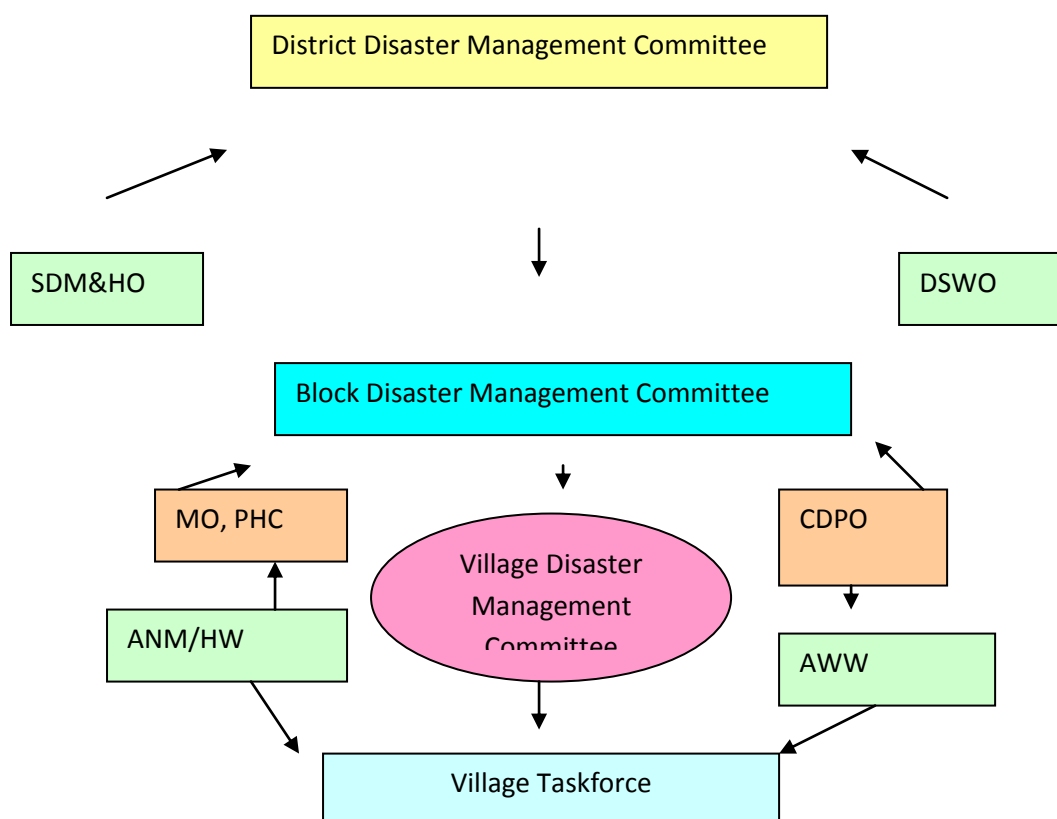 District Disaster Management Committee
SDM&HO
DSWO
Block Disaster Management Committee
MO, PHC
CDPO
Village Disaster
Management
Committee
ANM/HW
AWW
Village Taskforce